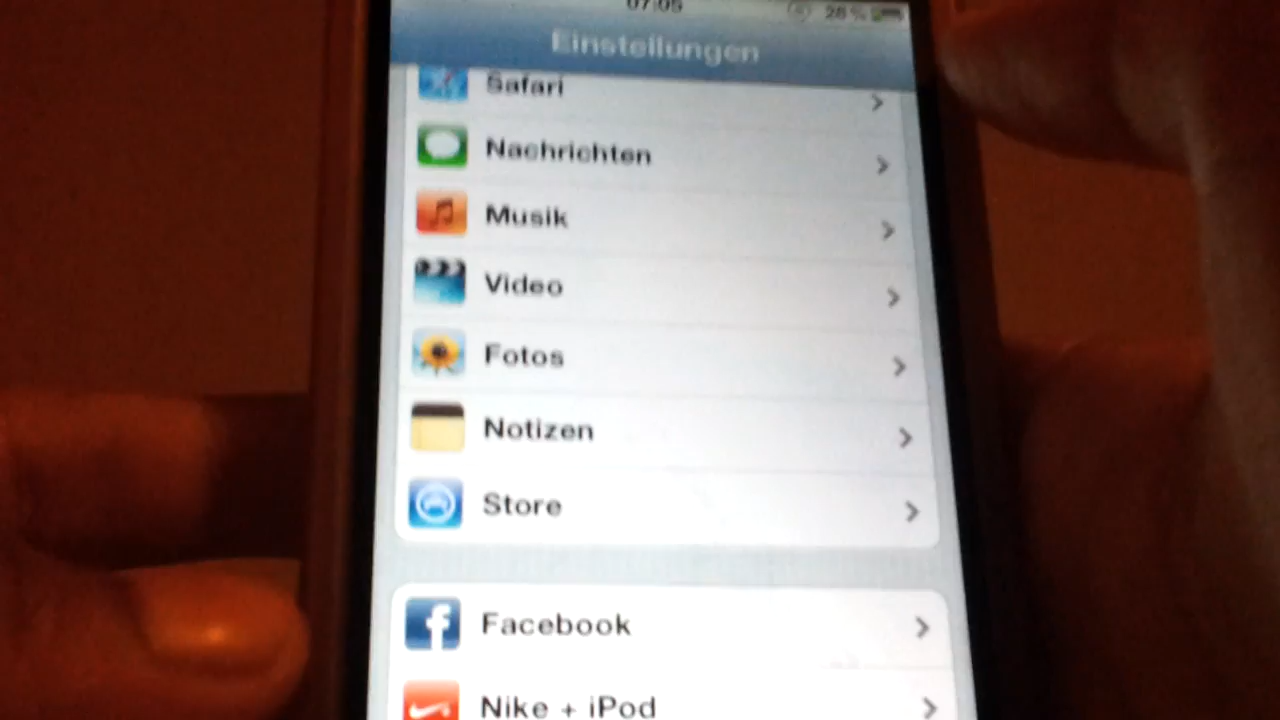 07:05
28 %
Einstellungen
Safari
Nachrichten
Musik
Video
Fotos
Notizen
Store
Facebook
Nike + iPod